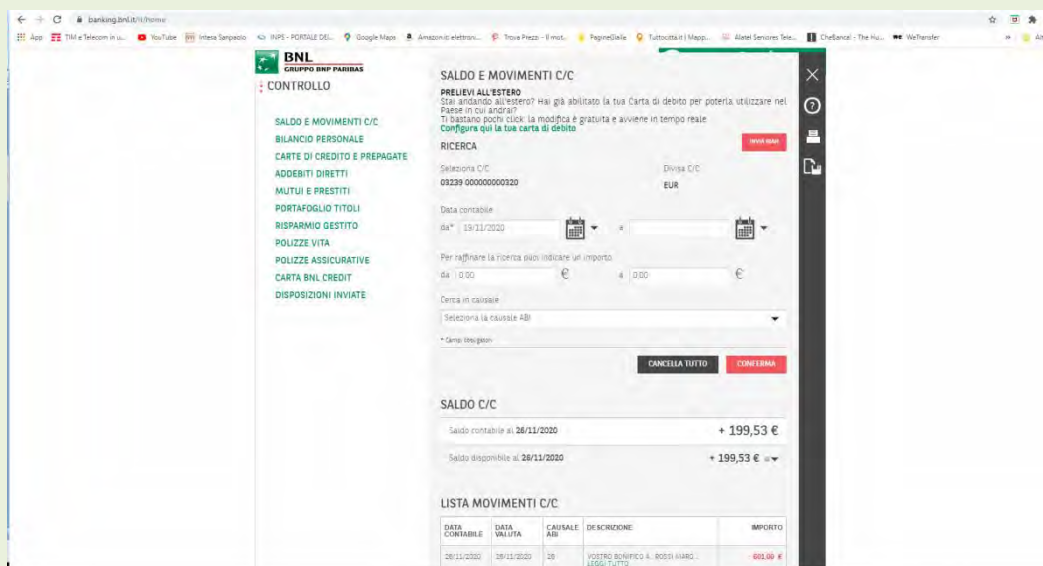 banking.bnl.it/it/home
App TIM e Telecom in u... YouTube Intesa Sanpaolo INPS - PORTALE DEL... Google Maps Amazon.it: elettroni... Trova Prezzi - Il mot... PagineGialle Tuttocittà.it | Mapp... Alatel Seniores Tele... CheBanca! - The Hu... WeTransfer
BNL
GRUPPO BNP PARIBAS
CONTROLLO
SALDO E MOVIMENTI C/C
BILANCIO PERSONALE
CARTE DI CREDITO E PREPAGATE
ADDEBITI DIRETTI
MUTUI E PRESTITI
PORTAFOGLIO TITOLI
RISPARMIO GESTITO
POLIZZE VITA
POLIZZE ASSICURATIVE
CARTA BNL CREDIT
DISPOSIZIONI INVIATE
SALDO E MOVIMENTI C/C
PRELIEVI ALL'ESTERO
Stai andando all'estero? Hai già abilitato la tua Carta di debito per poterla utilizzare nel
Paese in cui andrai?
Ti bastano pochi click: la modifica è gratuita e avviene in tempo reale
Configura qui la tua carta di debito
RICERCA
INVIA IBAN
Seleziona C/C Divisa C/C
03239 000000000320 EUR
Data contabile
da* 19/11/2020 a
Per raffinare la ricerca puoi indicare un importo
da 0.00 € a 0.00 €
Cerca in causale
Seleziona la causale ABI
* Campi obbligatori
CANCELLA TUTTO CONFERMA
SALDO C/C
Saldo contabile al 26/11/2020 + 199,53 €
Saldo disponibile al 26/11/2020 + 199,53 €
LISTA MOVIMENTI C/C
DATA CONTABILE DATA VALUTA CAUSALE ABI DESCRIZIONE IMPORTO
26/11/2020 26/11/2020 26 VOSTRO BONIFICO A.. ROSSI MARO... - 601,00 €
LEGGI TUTTO